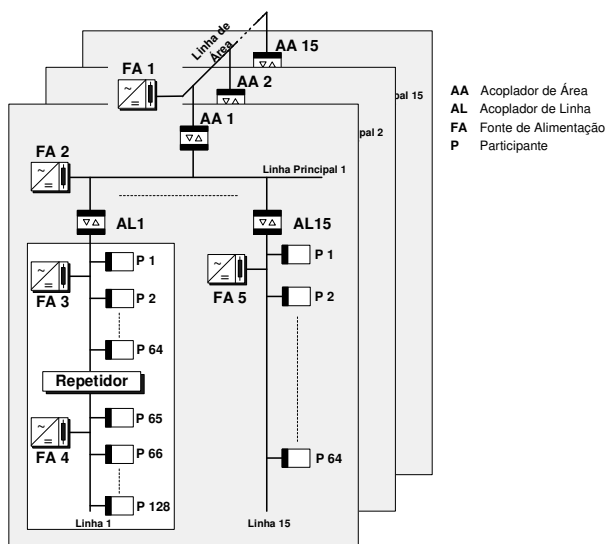 Linha de
Área
AA 15
FA 1
AA 2
pal 15
AA 1
pal 2
FA 2
Linha Principal 1
AL1
AL15
P 1
P 1
FA 3
P 2
FA 5
P 2
P 64
Repetidor
P 65
FA 4
P 66
P 64
P 128
Linha 1
Linha 15
AA Acoplador de Área
AL Acoplador de Linha
FA Fonte de Alimentação
P Participante